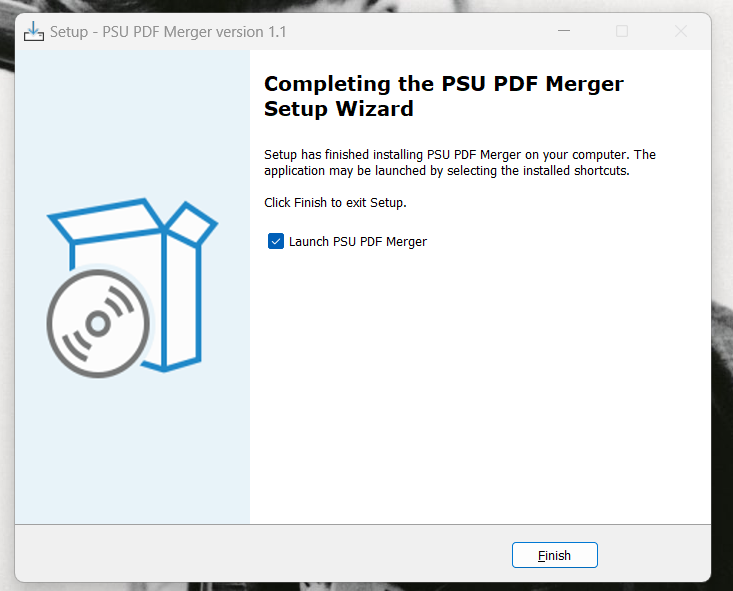 Setup - PSU PDF Merger version 1.1
Completing the PSU PDF Merger
Setup Wizard
Setup has finished installing PSU PDF Merger on your computer. The
application may be launched by selecting the installed shortcuts.
Click Finish to exit Setup.
Launch PSU PDF Merger
Finish